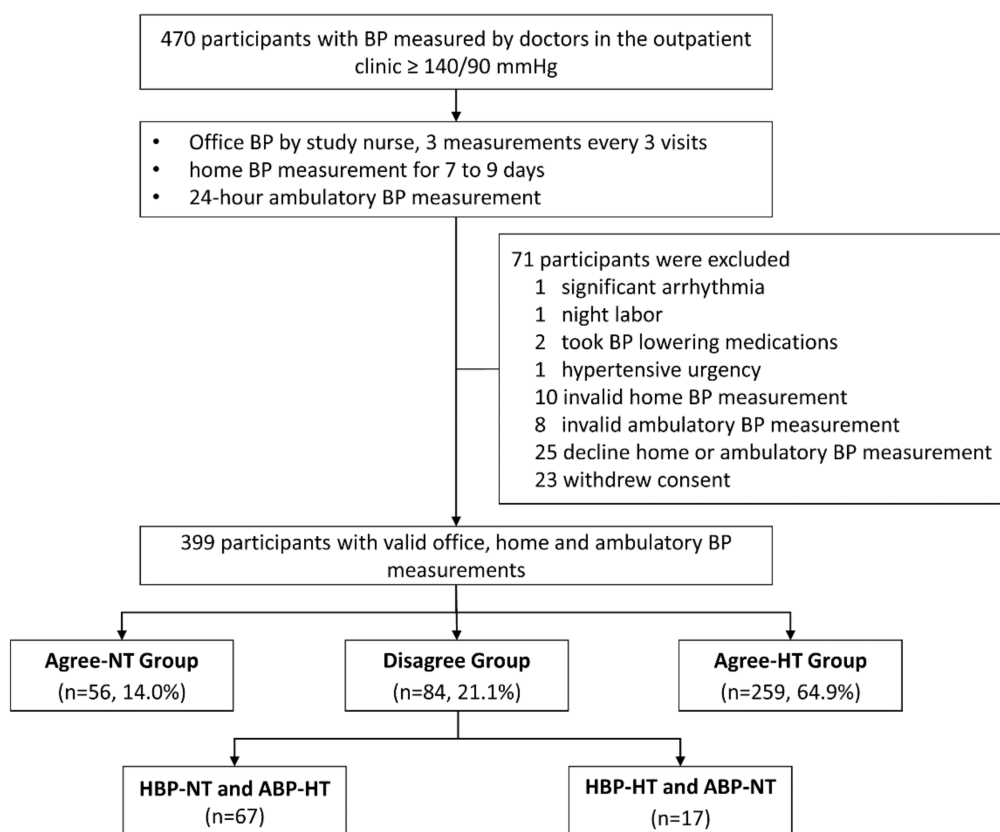 470 participants with BP measured by doctors in the outpatient
clinic ≥ 140/90 mmHg
• Office BP by study nurse, 3 measurements every 3 visits
• home BP measurement for 7 to 9 days
• 24-hour ambulatory BP measurement
71 participants were excluded
1 significant arrhythmia
1 night labor
2 took BP lowering medications
1 hypertensive urgency
10 invalid home BP measurement
8 invalid ambulatory BP measurement
25 decline home or ambulatory BP measurement
23 withdrew consent
399 participants with valid office, home and ambulatory BP
measurements
Agree-NT Group
(n=56, 14.0%)
Disagree Group
(n=84, 21.1%)
Agree-HT Group
(n=259, 64.9%)
HBP-NT and ABP-HT
(n=67)
HBP-HT and ABP-NT
(n=17)